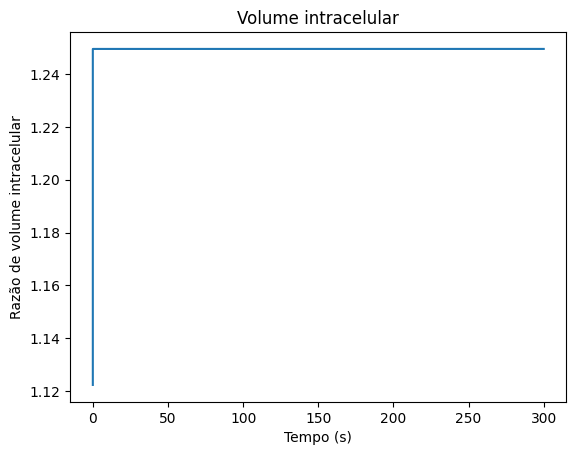 Volume intracelular
Razão de volume intracelular
1.24
1.22
1.20
1.18
1.16
1.14
1.12
0 50 100 150 200 250 300
Tempo (s)